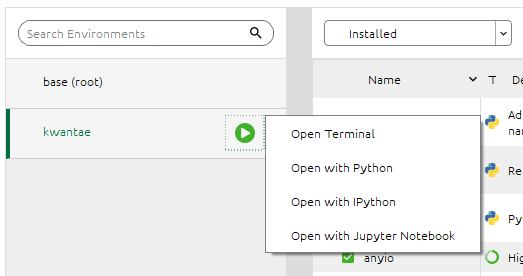 Search Environments
Installed
base (root)
Name
T
De
kwantae
Ad
na
Open Terminal
Open with Python
Re
Open with IPython
Py
Open with Jupyter Notebook
anyio
Hig